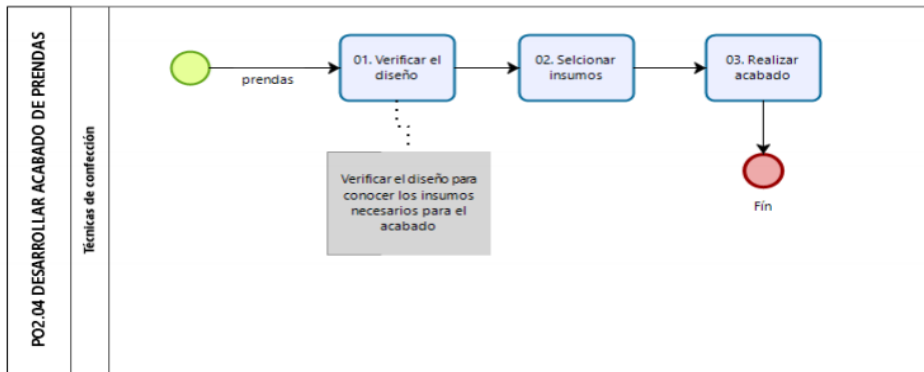 PO2.04 DESARROLLAR ACABADO DE PRENDAS
Técnicas de confección
prendas
01. Verificar el
diseño
02. Selcionar
insumos
03. Realizar
acabado
Verificar el diseño para
conocer los insumos
necesarios para el
acabado
Fín